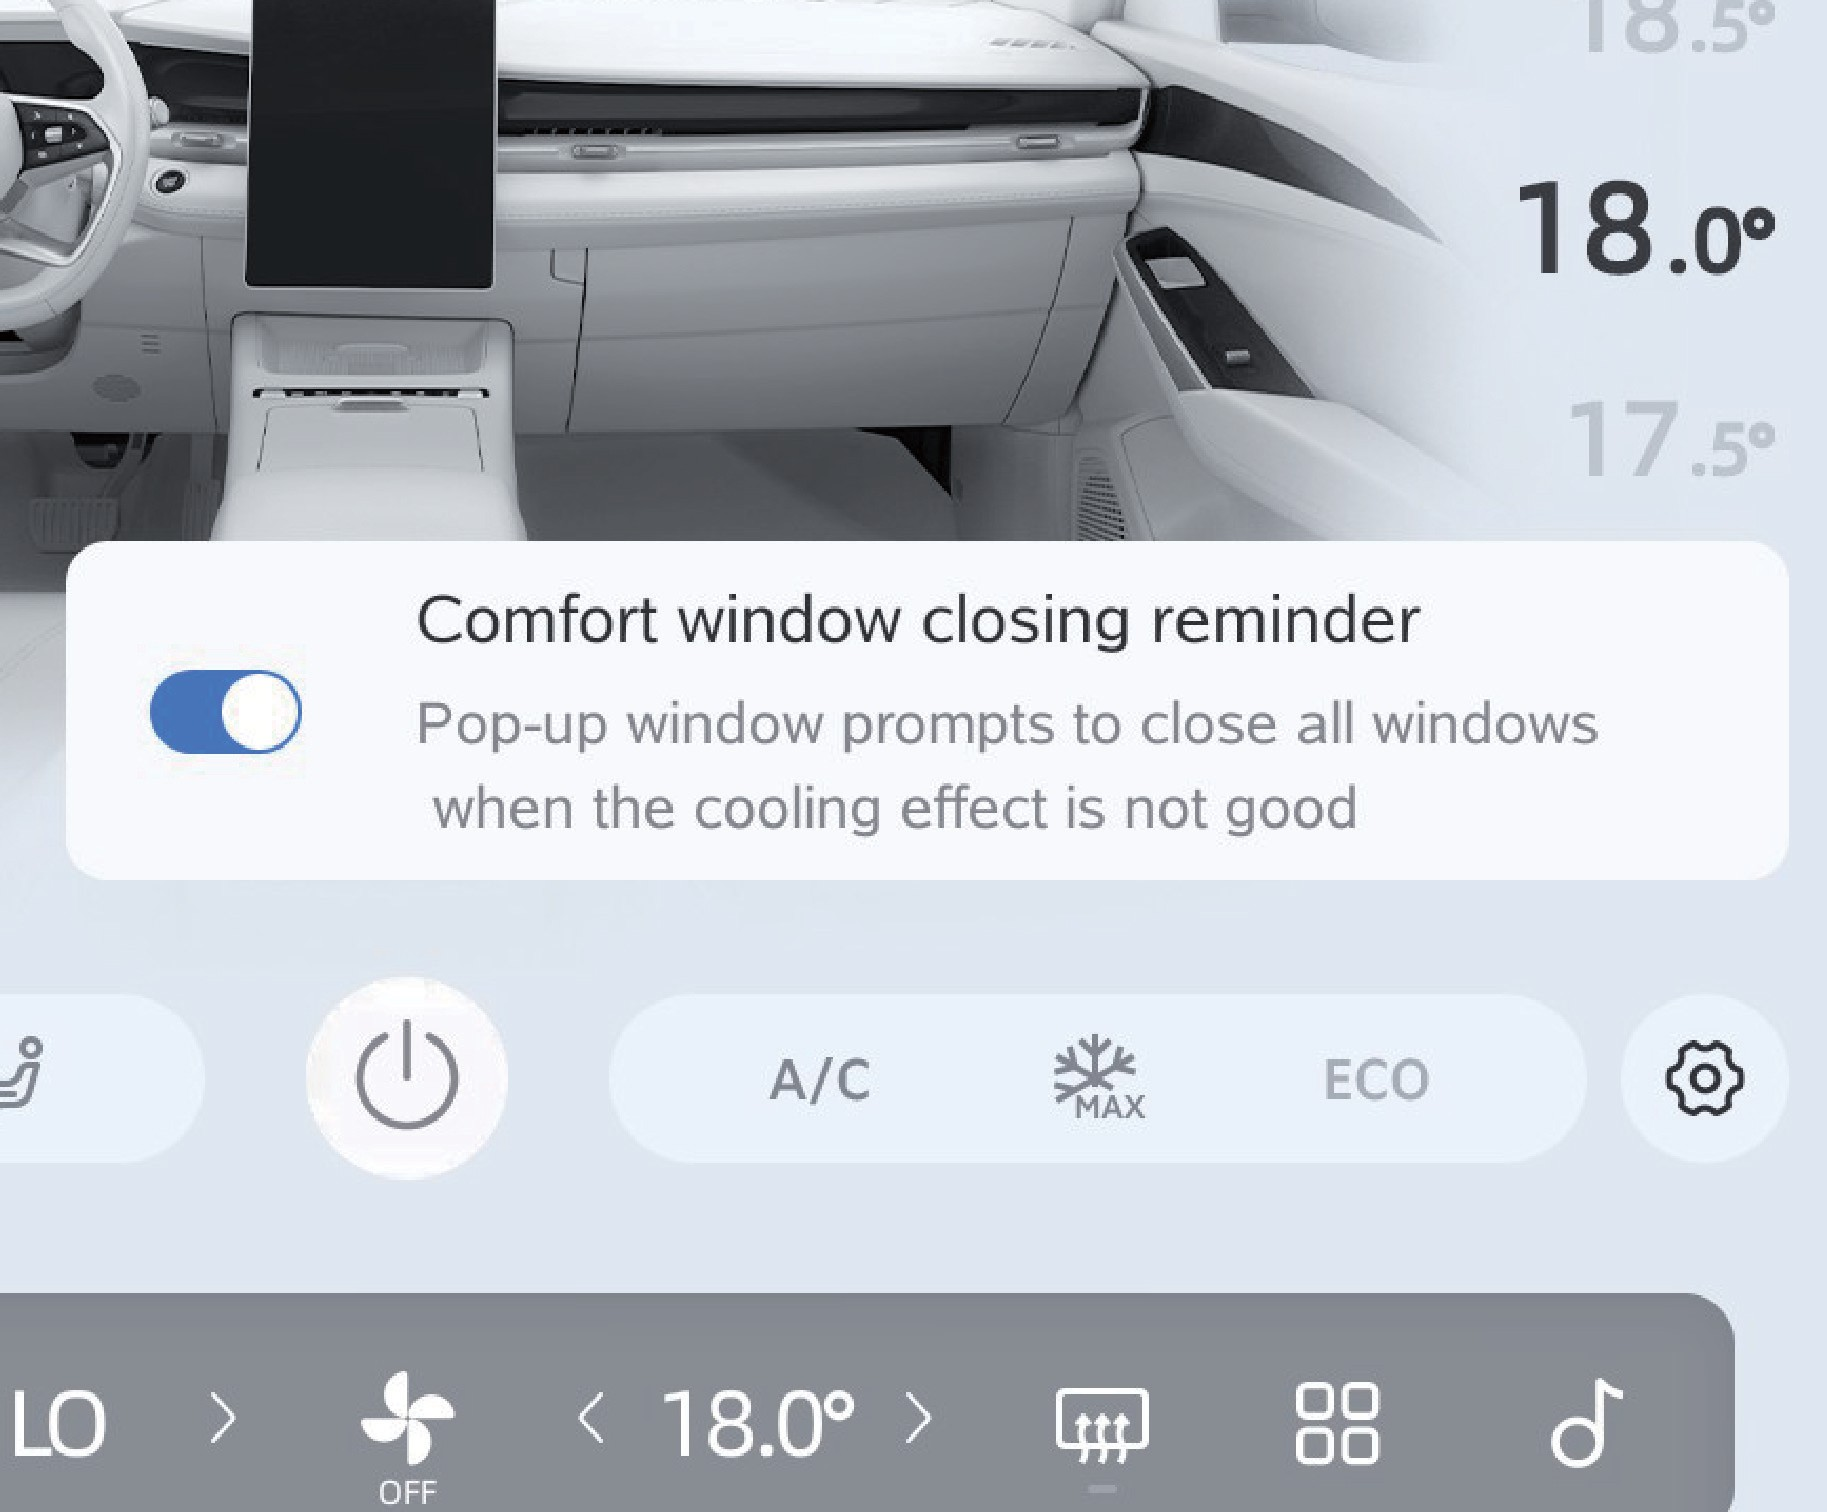 18.5°
18.0°
17.5°
Comfort window closing reminder
Pop-up window prompts to close all windows
when the cooling effect is not good
A/C
MAX
ECO
LO
18.0°
OFF